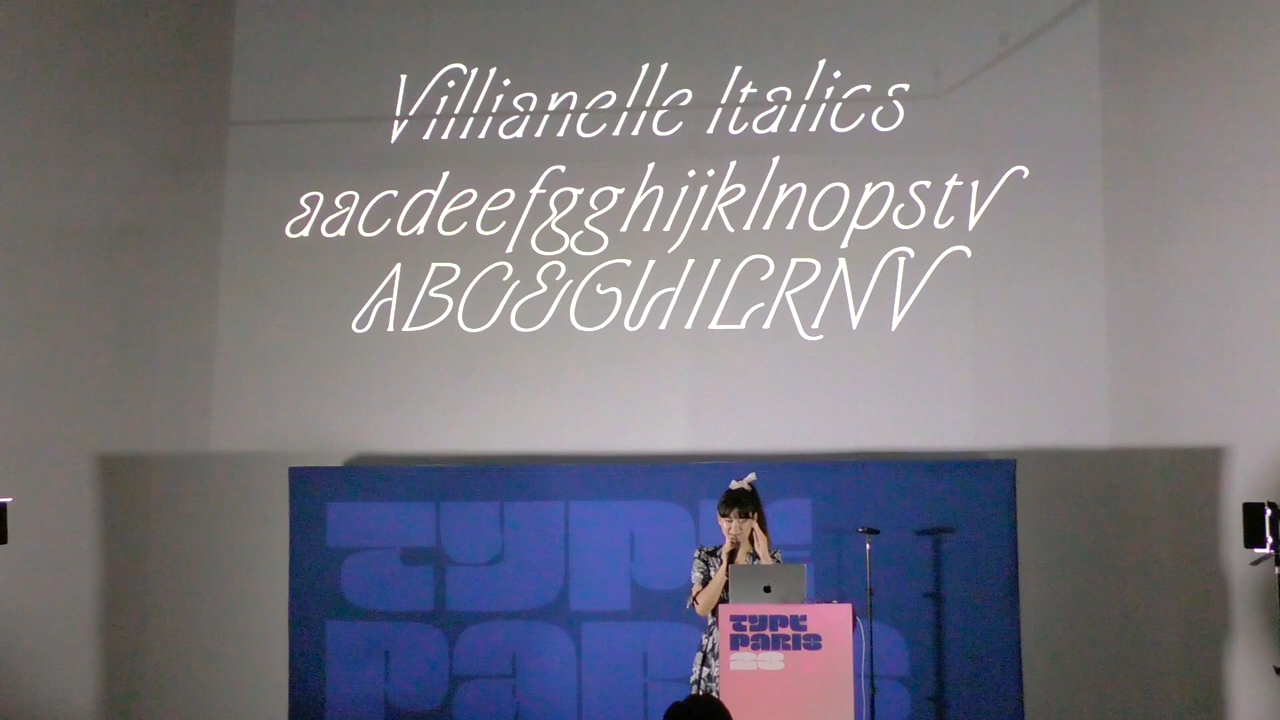 Villianelle Italics
aacdeefgghijklnopstv
ABCEGHILRNV
TYPE
PARIS
TYPE
PARIS
23